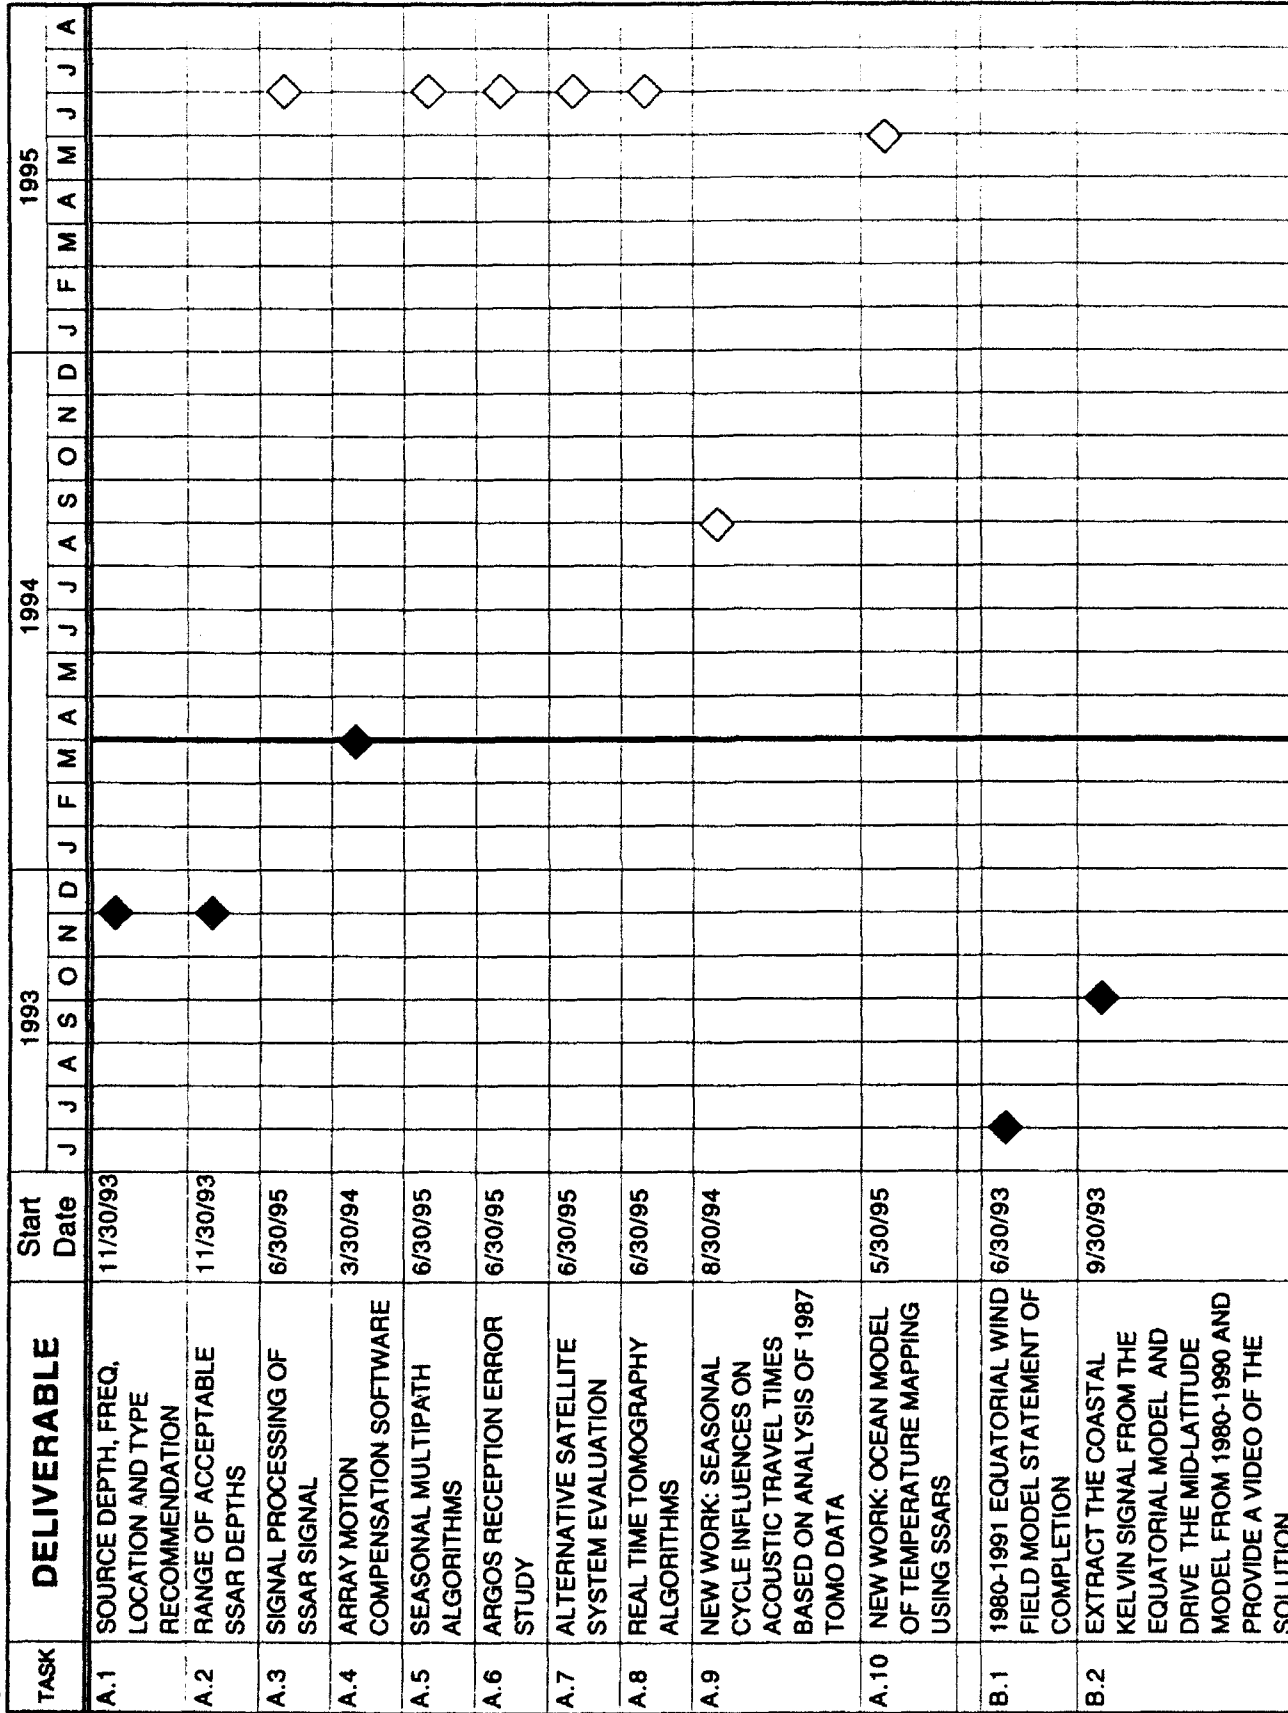 TASK
DELIVERABLE
Start
Date
1993
1994
1995
J J A S O N D J F M A M J J A S O N D J F M A M J J A
A.1
SOURCE DEPTH, FREQ,
LOCATION AND TYPE
RECOMMENDATION
11/30/93
A.2
RANGE OF ACCEPTABLE
SSAR DEPTHS
11/30/93
A.3
SIGNAL PROCESSING OF
SSAR SIGNAL
6/30/95
A.4
ARRAY MOTION
COMPENSATION SOFTWARE
3/30/94
A.5
SEASONAL MULTIPATH
ALGORITHMS
6/30/95
A.6
ARGOS RECEPTION ERROR
STUDY
6/30/95
A.7
ALTERNATIVE SATELLITE
SYSTEM EVALUATION
6/30/95
A.8
REAL TIME TOMOGRAPHY
ALGORITHMS
6/30/95
A.9
NEW WORK: SEASONAL
CYCLE INFLUENCES ON
ACOUSTIC TRAVEL TIMES
BASED ON ANALYSIS OF 1987
TOMO DATA
8/30/94
A.10
NEW WORK: OCEAN MODEL
OF TEMPERATURE MAPPING
USING SSARS
5/30/95
B.1
1980-1991 EQUATORIAL WIND
FIELD MODEL STATEMENT OF
COMPLETION
6/30/93
B.2
EXTRACT THE COASTAL
KELVIN SIGNAL FROM THE
EQUATORIAL MODEL AND
DRIVE THE MID-LATITUDE
MODEL FROM 1980-1990 AND
PROVIDE A VIDEO OF THE
SOLUTION
9/30/93